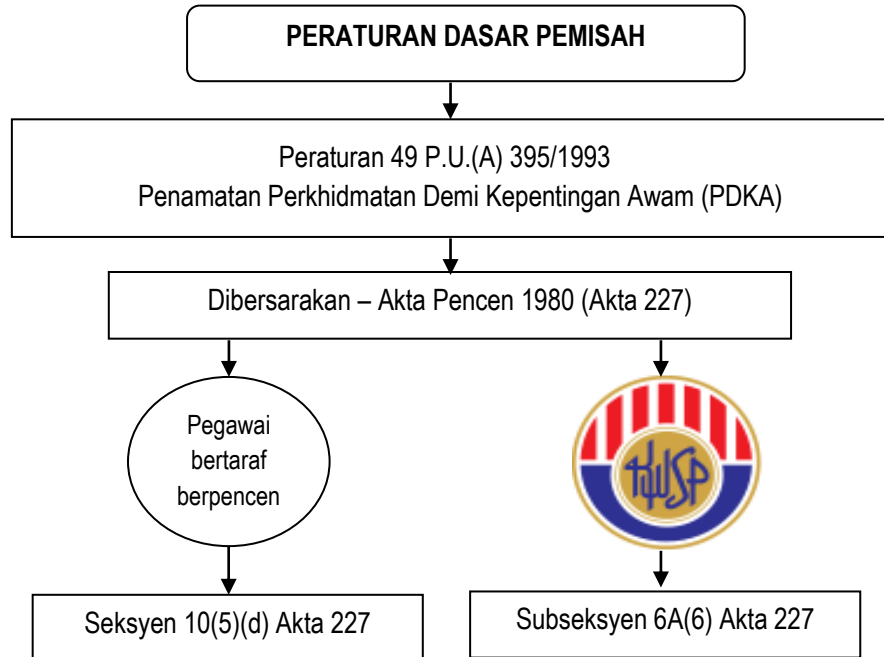 PERATURAN DASAR PEMISAH
Peraturan 49 P.U.(A) 395/1993
Penamatan Perkhidmatan Demi Kepentingan Awam (PDKA)
Dibersarakan – Akta Pencen 1980 (Akta 227)
Pegawai
bertaraf
berpencen
KWSP
Seksyen 10(5)(d) Akta 227
Subseksyen 6A(6) Akta 227